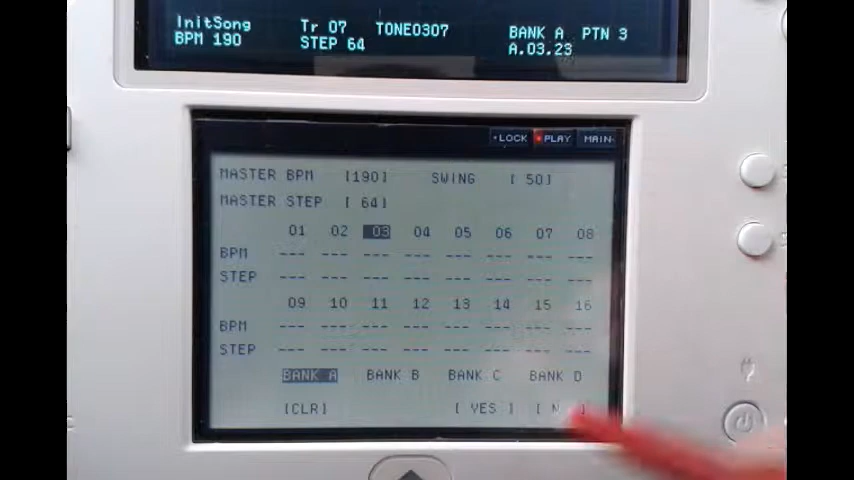 InitSong Tr 07 TONE0307 BANK A PTN 3
BPM 190 STEP 64 A.03.23
•LOCK •PLAY MAIN•
MASTER BPM [190] SWING [ 50]
MASTER STEP [ 64]
01 02 03 04 05 06 07 08
BPM --- --- --- --- --- --- --- ---
STEP --- --- --- --- --- --- --- ---
09 10 11 12 13 14 15 16
BPM --- --- --- --- --- --- --- ---
STEP --- --- --- --- --- --- --- ---
BANK A BANK B BANK C BANK D
[CLR] [ YES ]